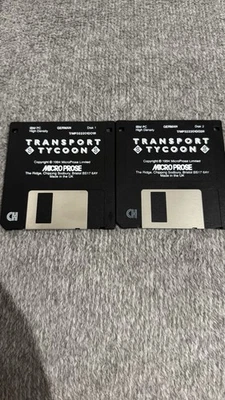 IBM PC
High Density
GERMAN
Disk 1
TRANSPORT
TYCOON
Copyright © 1994 MicroProse Limited
MICROPROSE
The Ridge, Chipping Sodbury, Bristol BS17 6AY
Made in the UK
IBM PC
High Density
GERMAN
Disk 2
TRANSPORT
TYCOON
Copyright © 1994 MicroProse Limited
MICROPROSE
The Ridge, Chipping Sodbury, Bristol BS17 6AY
Made in the UK